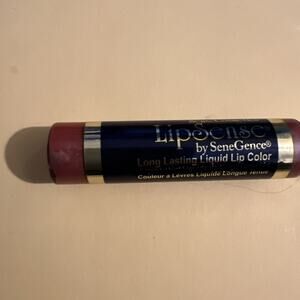 LipSense
by SeneGence®
Long Lasting Liquid Lip Color
Couleur à Lèvres Liquide Longue Tenue